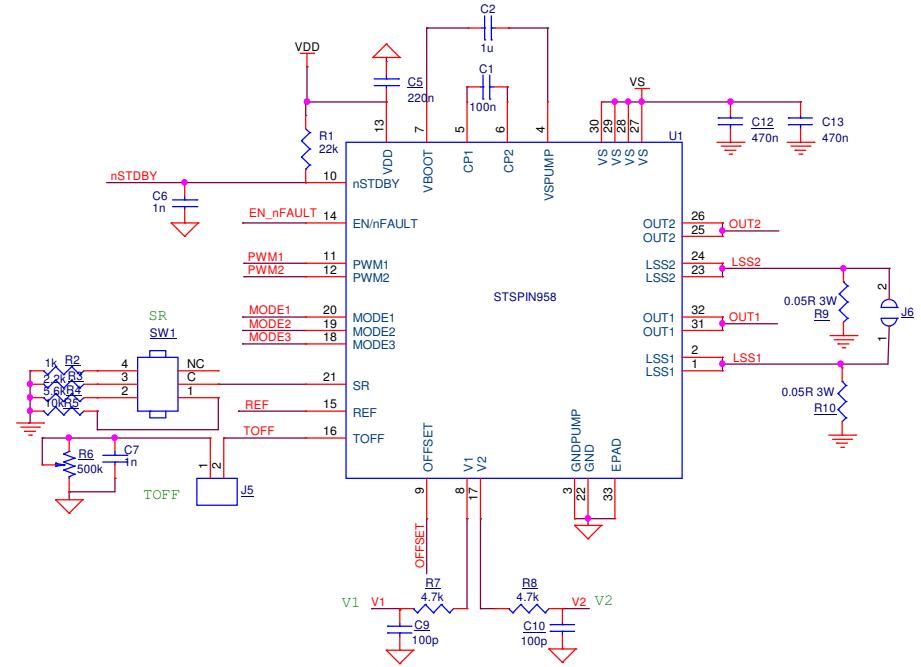 C2
1u
VDD
C5
220n
C1
100n
VS
13
7
5
6
4
30
29
28
27
U1
C12
470n
C13
470n
R1
22k
VDD
VBOOT
CP1
CP2
VSPUMP
VS
VS
VS
VS
nSTDBY
10
nSTDBY
C6
1n
EN_nFAULT
14
EN/nFAULT
OUT2
26
OUT2
25
OUT2
PWM1
11
PWM1
PWM2
12
PWM2
LSS2
24
LSS2
LSS2
23
STSPIN958
2
J6
1
0.05R 3W
R9
MODE1
20
MODE1
MODE2
19
MODE2
MODE3
18
MODE3
OUT1
32
OUT1
OUT1
31
SR
SW1
LSS1
2
LSS1
LSS1
1
1k
R2
4
NC
2.2k
R3
3
C
21
SR
5.6k
R4
2
1
10k
R5
0.05R 3W
R10
REF
15
REF
TOFF
16
TOFF
R6
500k
C7
1n
1
2
J5
TOFF
OFFSET
V1
V2
GNDPUMP
GND
EPAD
9
8
17
3
22
33
OFFSET
R7
4.7k
R8
4.7k
V1
V1
V2
V2
C9
100p
C10
100p